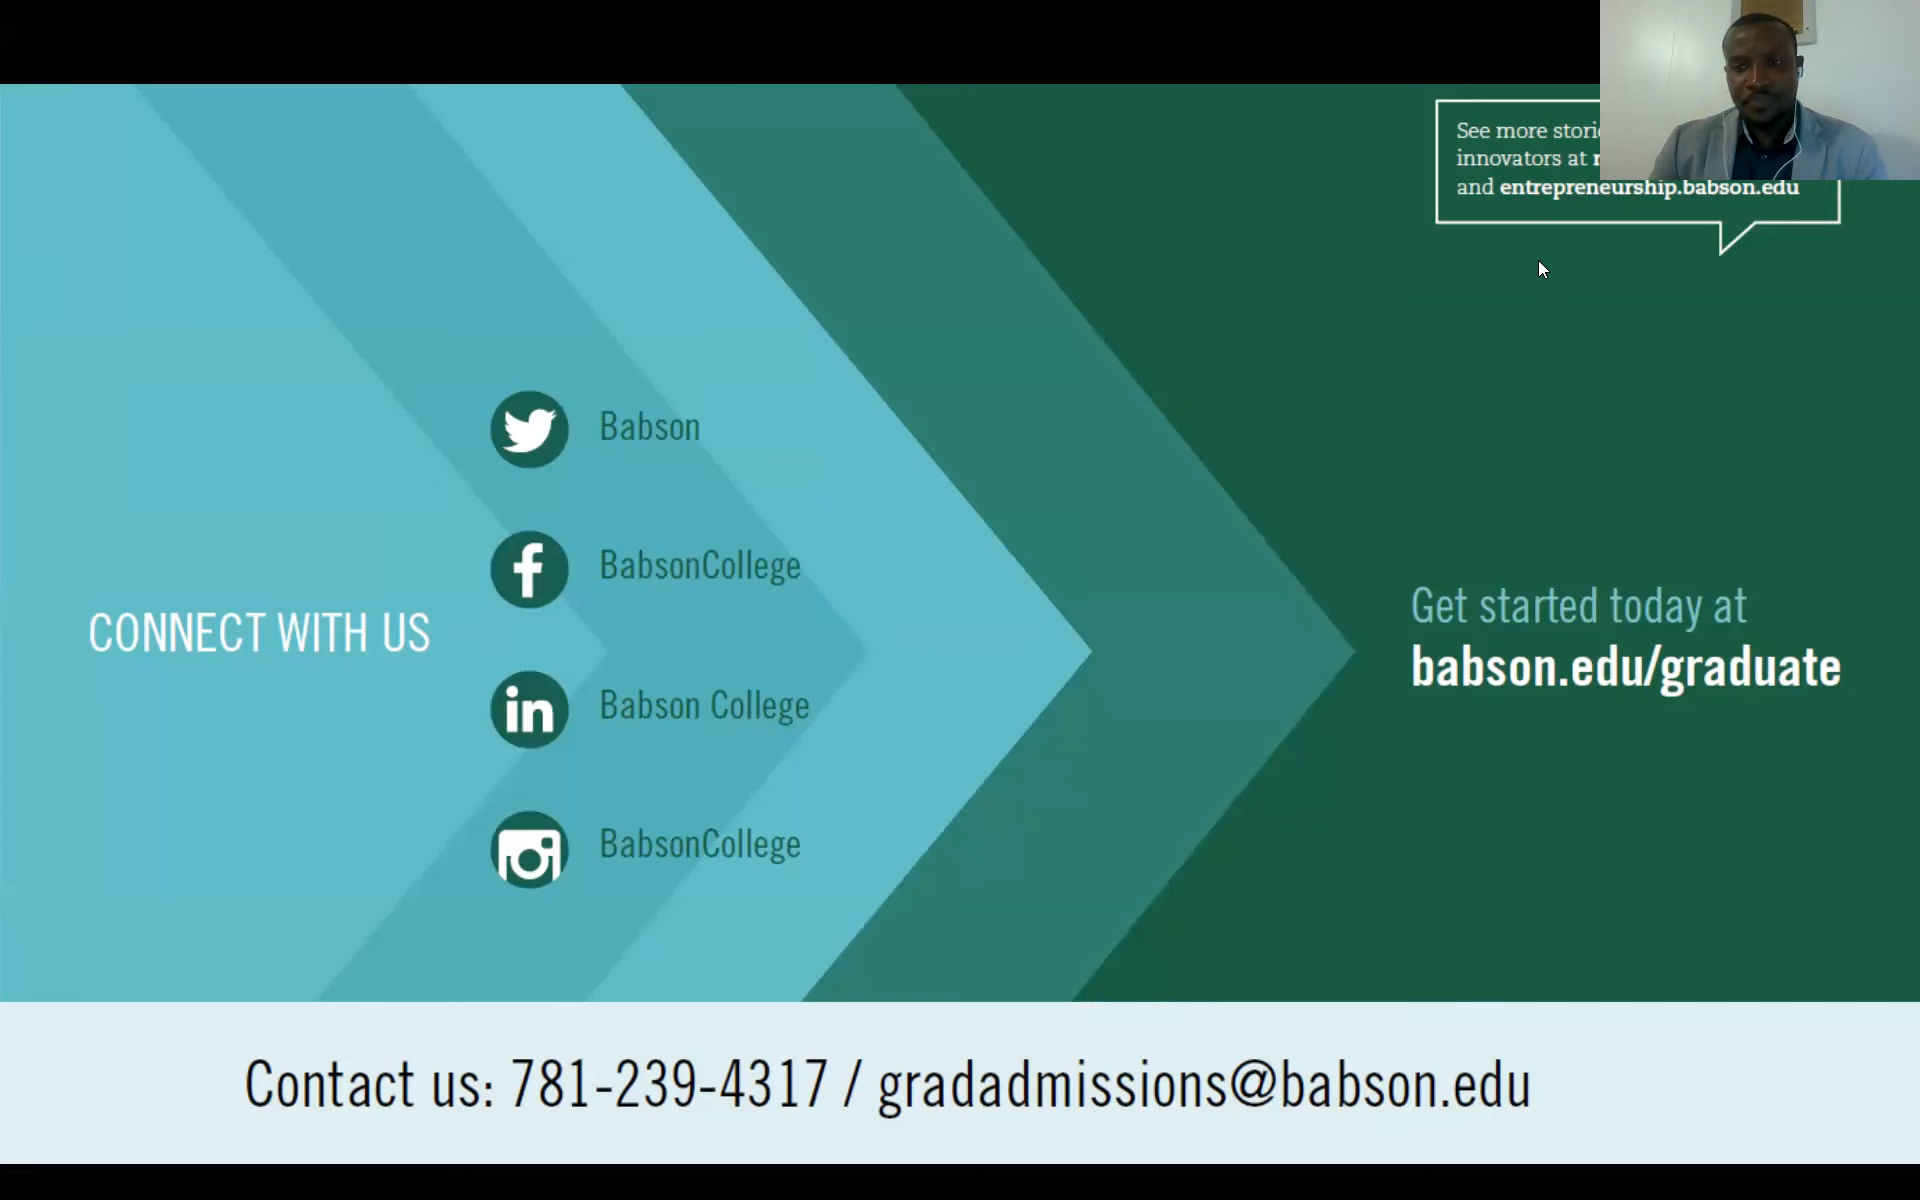 See more
innovators at
and entrepreneurship.babson.edu
Babson
BabsonCollege
CONNECT WITH US
Babson College
BabsonCollege
Get started today at
babson.edu/graduate
Contact us: 781-239-4317 / gradadmissions@babson.edu